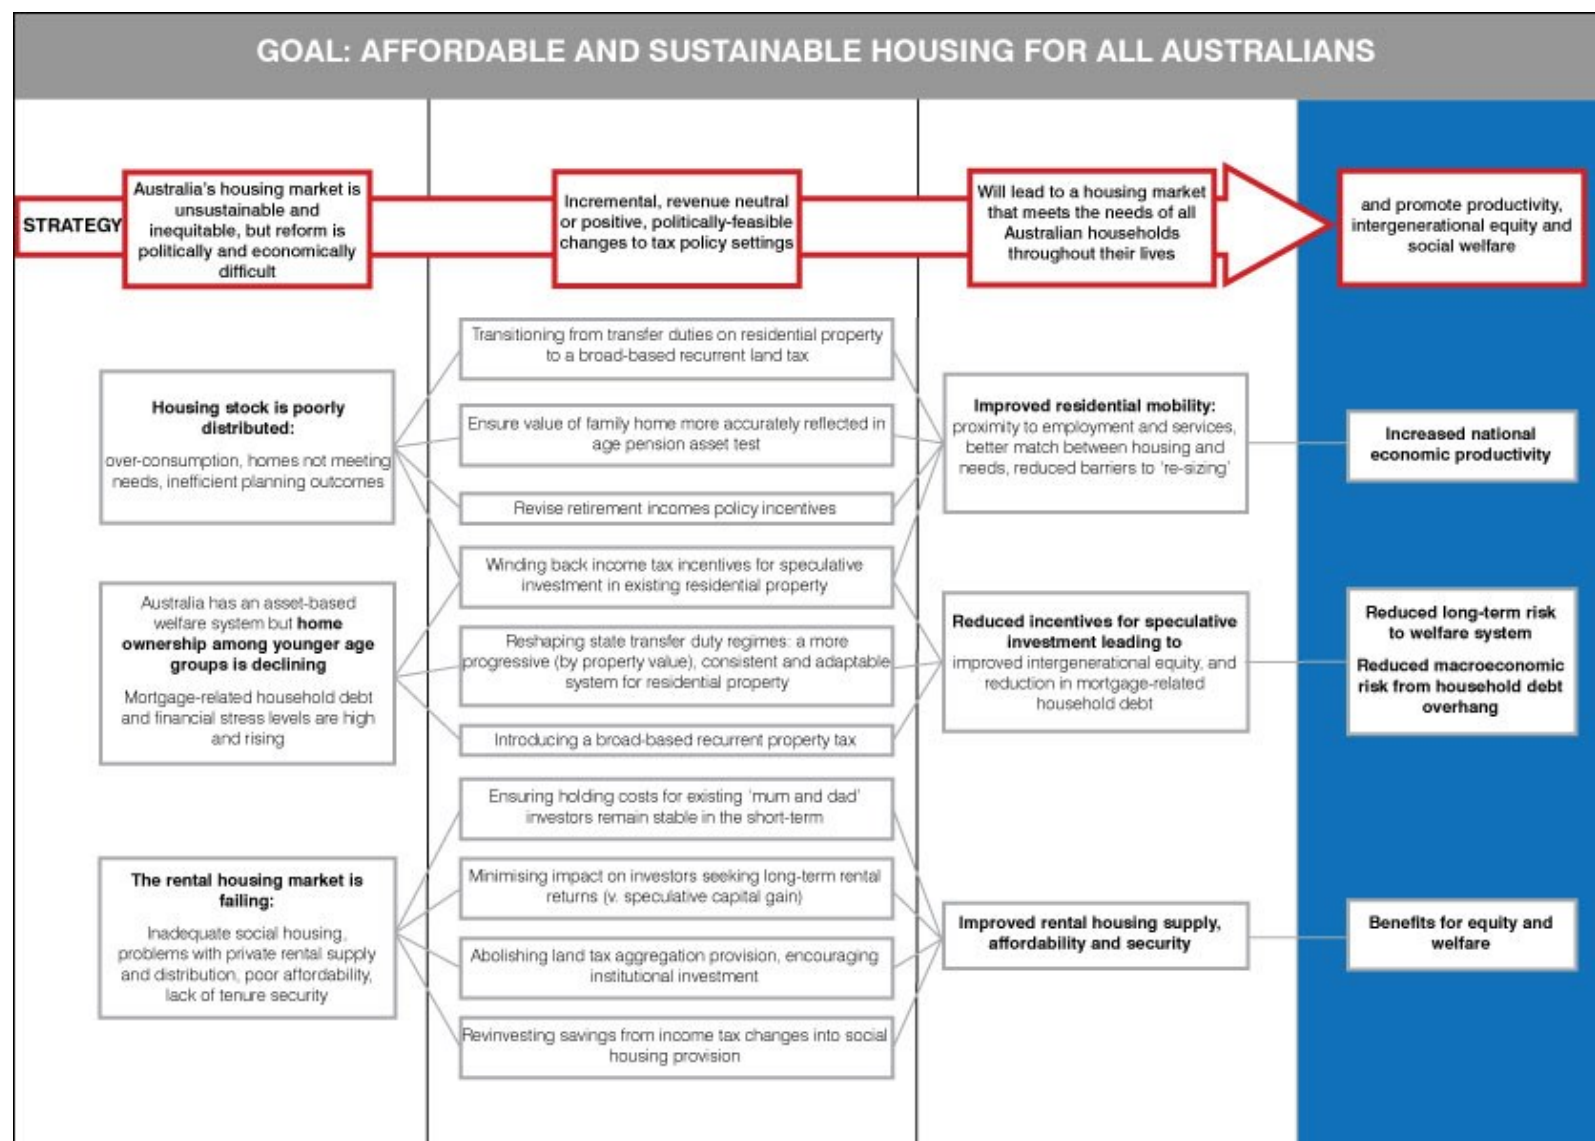 GOAL: AFFORDABLE AND SUSTAINABLE HOUSING FOR ALL AUSTRALIANS
STRATEGY
Australia's housing market is
unsustainable and
inequitable, but reform is
politically and economically
difficult
Incremental, revenue neutral
or positive, politically-feasible
changes to tax policy settings
Will lead to a housing market
that meets the needs of all
Australian households
throughout their lives
and promote productivity,
intergenerational equity and
social welfare
Housing stock is poorly
distributed:
over-consumption, homes not meeting
needs, inefficient planning outcomes
Australia has an asset-based
welfare system but home
ownership among younger age
groups is declining
Mortgage-related household debt
and financial stress levels are high
and rising
The rental housing market is
failing:
Inadequate social housing,
problems with private rental supply
and distribution, poor affordability,
lack of tenure security
Transitioning from transfer duties on residential property
to a broad-based recurrent land tax
Ensure value of family home more accurately reflected in
age pension asset test
Revise retirement incomes policy incentives
Winding back income tax incentives for speculative
investment in existing residential property
Reshaping state transfer duty regimes: a more
progressive (by property value), consistent and adaptable
system for residential property
Introducing a broad-based recurrent property tax
Ensuring holding costs for existing 'mum and dad'
investors remain stable in the short-term
Minimising impact on investors seeking long-term rental
returns (v. speculative capital gain)
Abolishing land tax aggregation provision, encouraging
institutional investment
Revinvesting savings from income tax changes into social
housing provision
Improved residential mobility:
proximity to employment and services,
better match between housing and
needs, reduced barriers to 're-sizing'
Reduced incentives for speculative
investment leading to
improved intergenerational equity, and
reduction in mortgage-related
household debt
Improved rental housing supply,
affordability and security
Increased national
economic productivity
Reduced long-term risk
to welfare system
Reduced macroeconomic
risk from household debt
overhang
Benefits for equity and
welfare